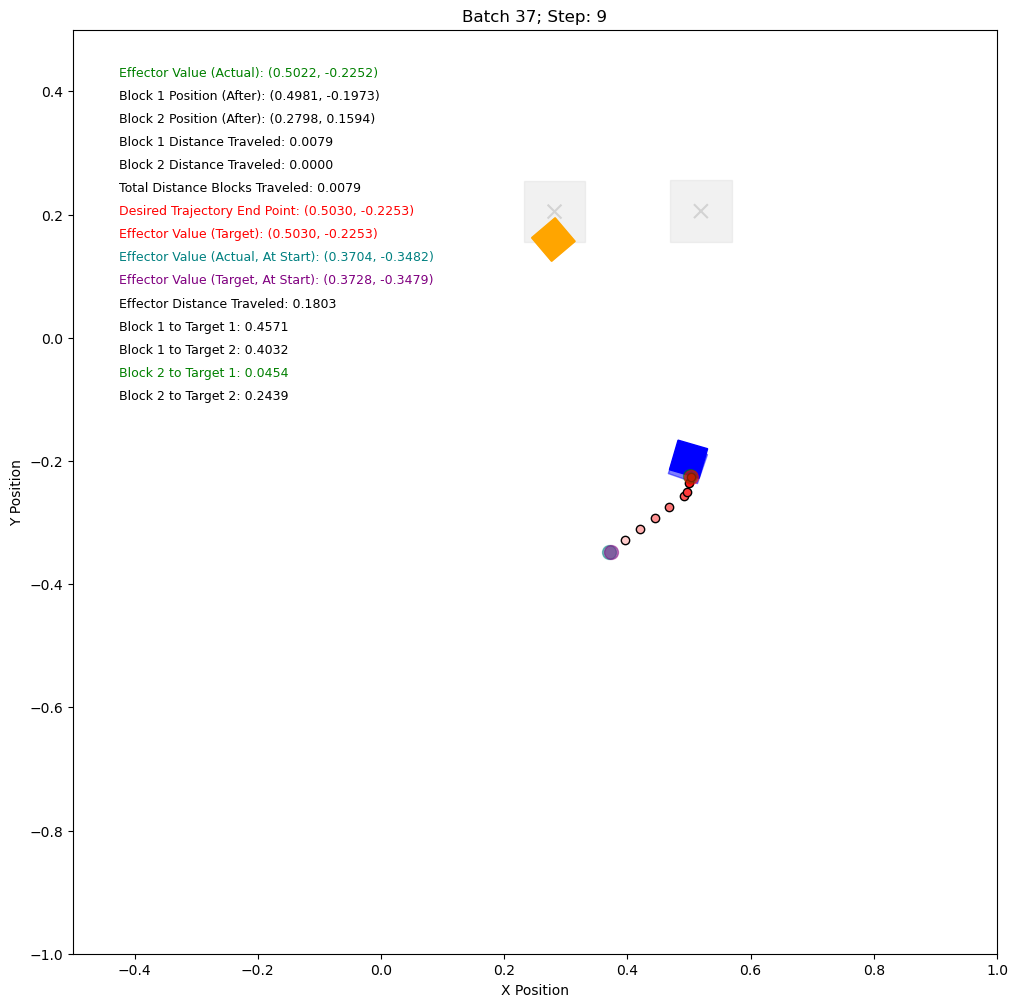 Batch 37; Step: 9
Effector Value (Actual): (0.5022, -0.2252)
Block 1 Position (After): (0.4981, -0.1973)
Block 2 Position (After): (0.2798, 0.1594)
Block 1 Distance Traveled: 0.0079
Block 2 Distance Traveled: 0.0000
Total Distance Blocks Traveled: 0.0079
Desired Trajectory End Point: (0.5030, -0.2253)
Effector Value (Target): (0.5030, -0.2253)
Effector Value (Actual, At Start): (0.3704, -0.3482)
Effector Value (Target, At Start): (0.3728, -0.3479)
Effector Distance Traveled: 0.1803
Block 1 to Target 1: 0.4571
Block 1 to Target 2: 0.4032
Block 2 to Target 1: 0.0454
Block 2 to Target 2: 0.2439
Y Position
0.4
0.2
0.0
−0.2
−0.4
−0.6
−0.8
−1.0
−0.4
−0.2
0.0
0.2
0.4
0.6
0.8
1.0
X Position